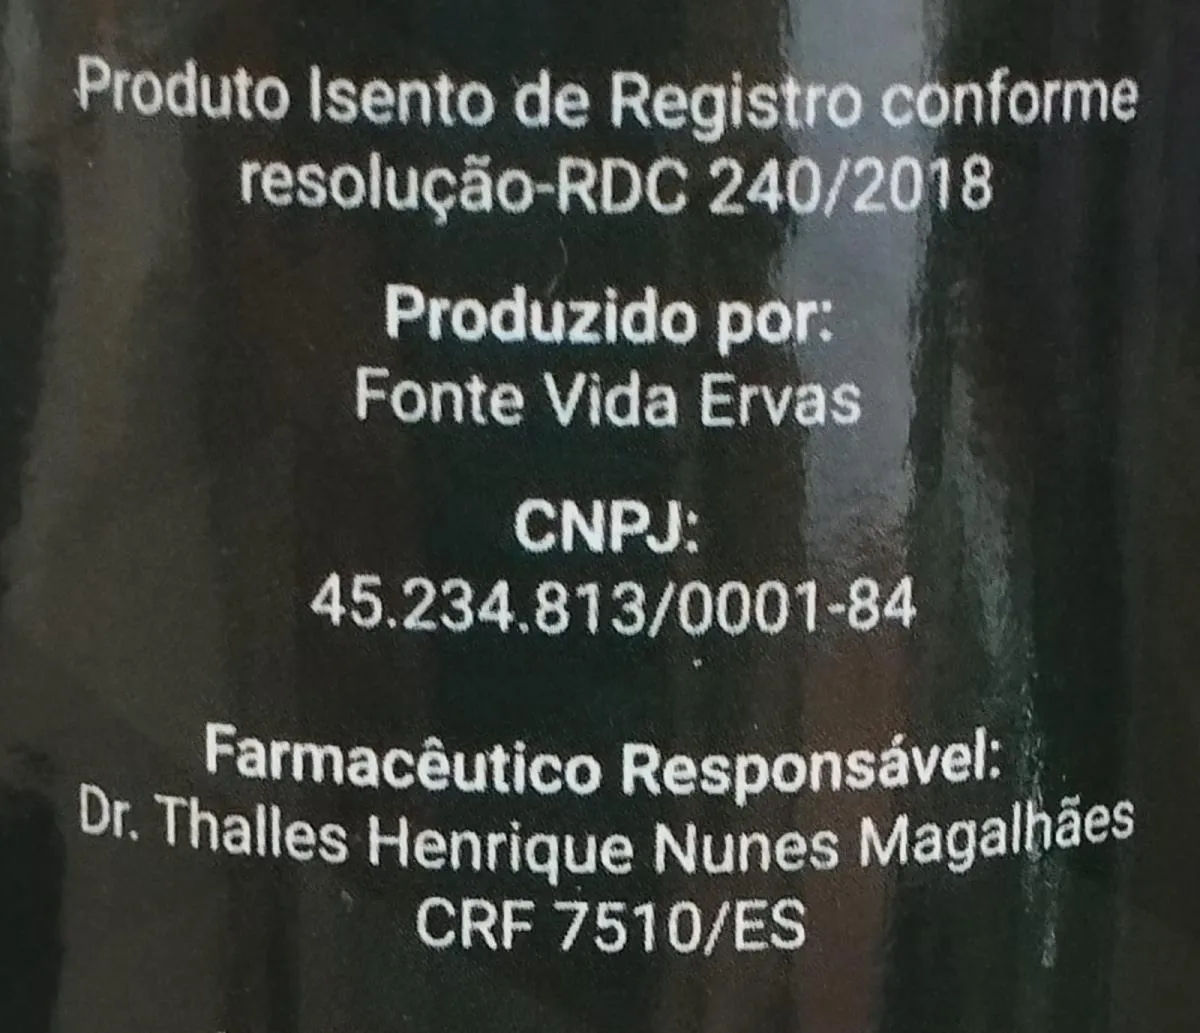 Produto Isento de Registro conforme
resolução-RDC 240/2018
Produzido por:
Fonte Vida Ervas
CNPJ:
45.234.813/0001-84
Farmacêutico Responsável:
Dr. Thalles Henrique Nunes Magalhães
CRF 7510/ES